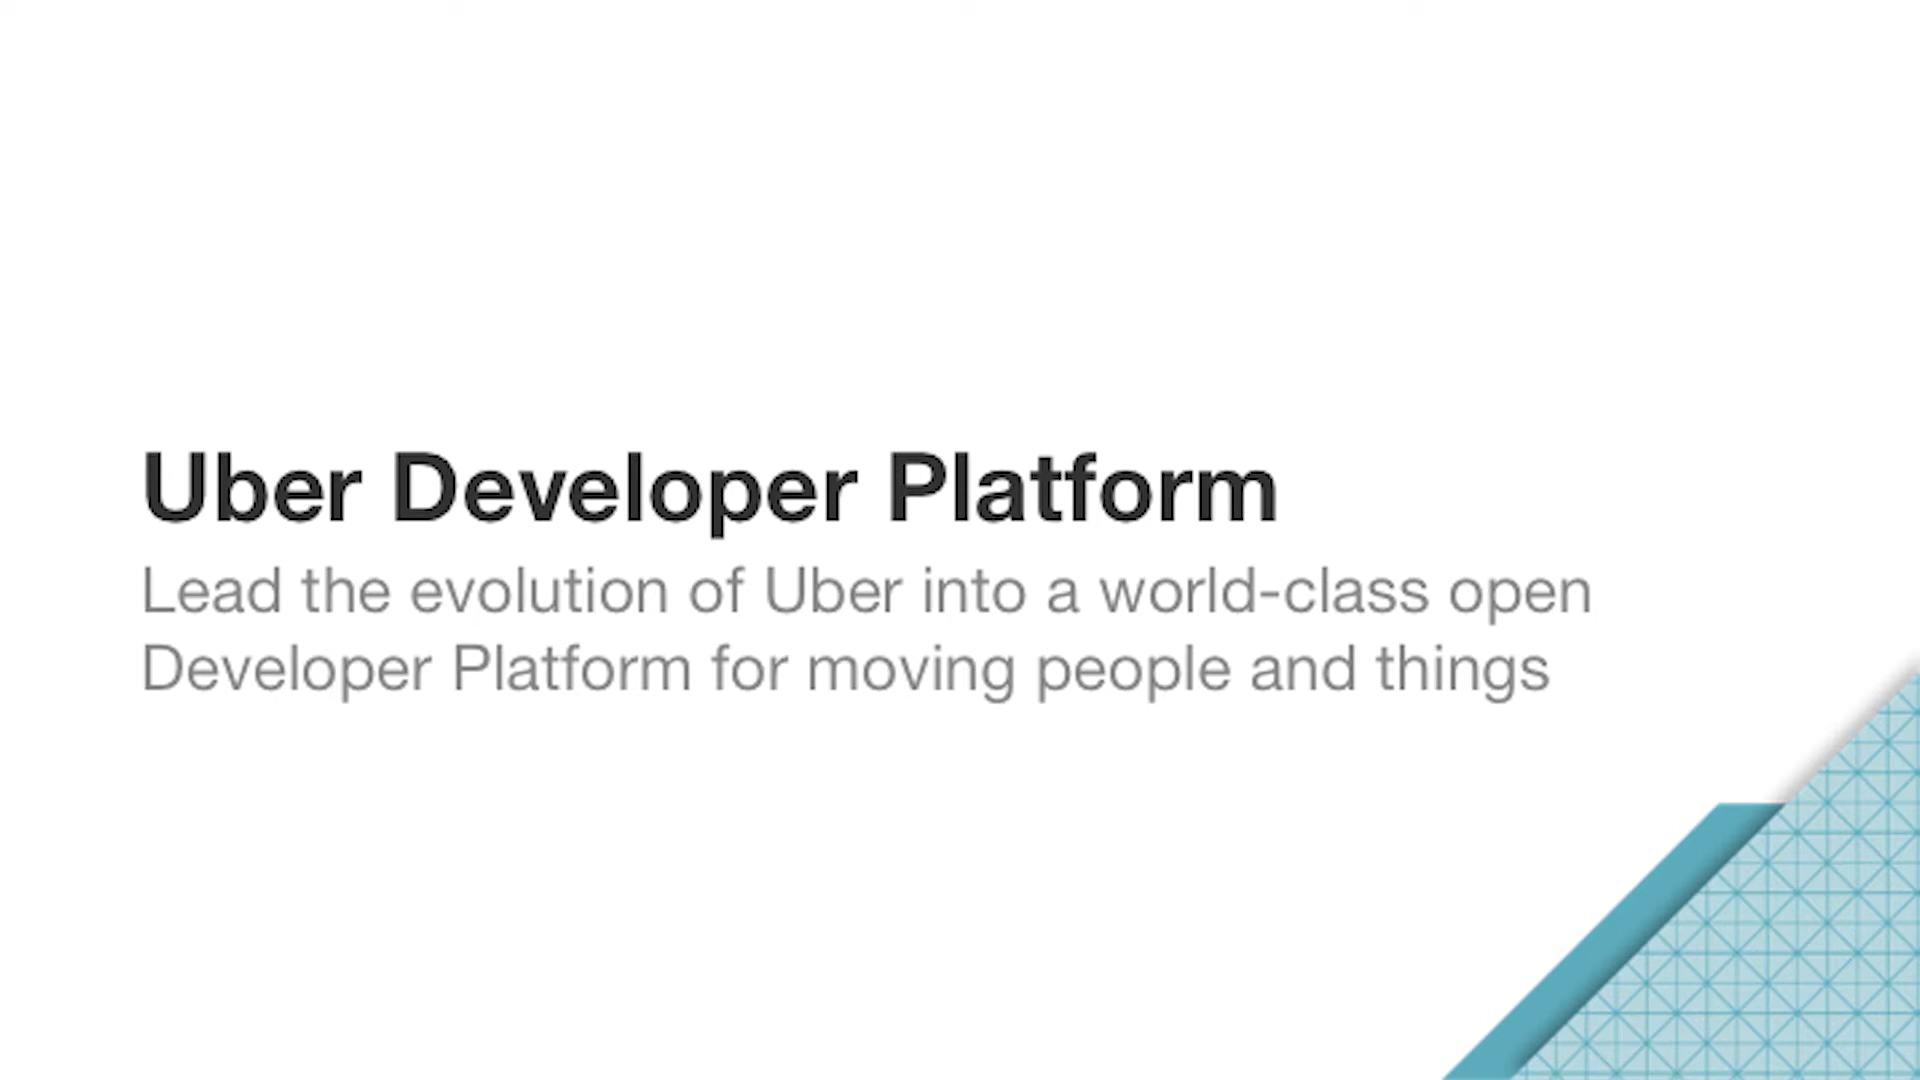 Uber Developer Platform
Lead the evolution of Uber into a world-class open
Developer Platform for moving people and things